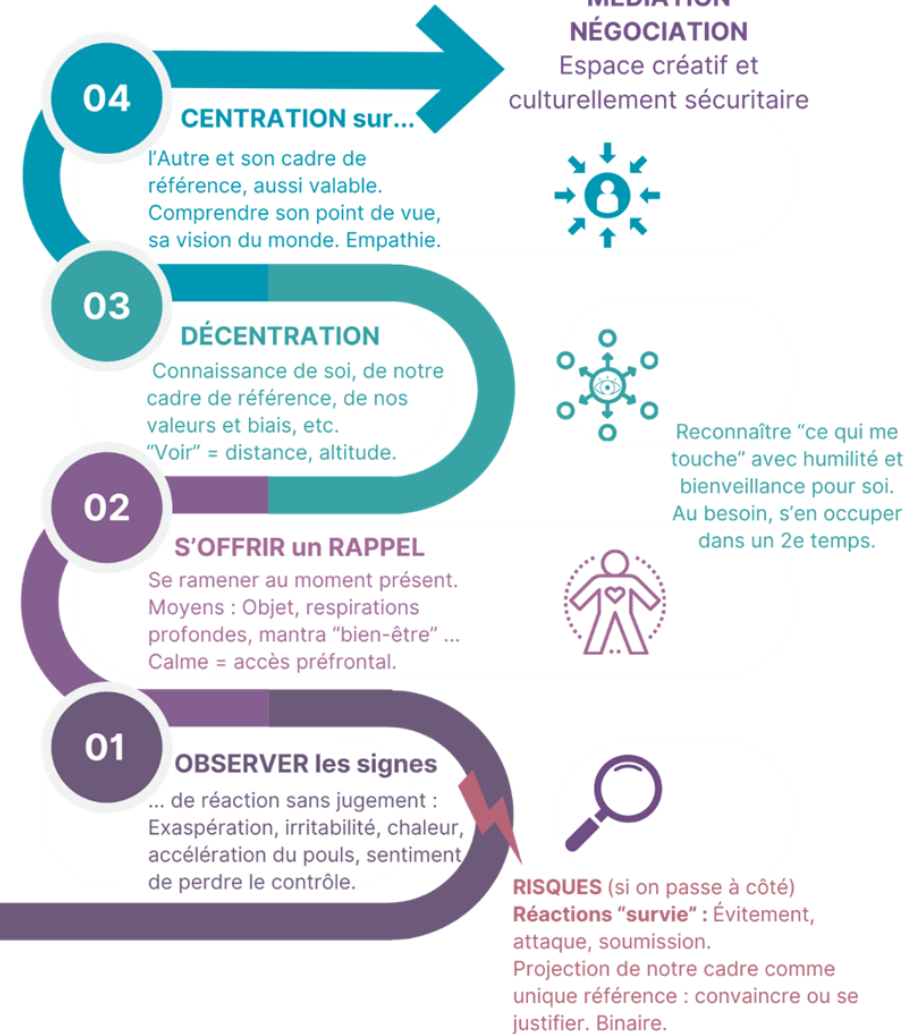 MÉDIATION
NÉGOCIATION
Espace créatif et
culturellement sécuritaire
04
CENTRATION sur...
l'Autre et son cadre de
référence, aussi valable.
Comprendre son point de vue,
sa vision du monde. Empathie.
03
DÉCENTRATION
Connaissance de soi, de notre
cadre de référence, de nos
valeurs et biais, etc.
"Voir" = distance, altitude.
Reconnaître "ce qui me
touche" avec humilité et
bienveillance pour soi.
Au besoin, s'en occuper
dans un 2e temps.
02
S'OFFRIR un RAPPEL
Se ramener au moment présent.
Moyens : Objet, respirations
profondes, mantra "bien-être" ...
Calme = accès préfrontal.
01
OBSERVER les signes
... de réaction sans jugement :
Exaspération, irritabilité, chaleur,
accélération du pouls, sentiment
de perdre le contrôle.
RISQUES (si on passe à côté)
Réactions "survie" : Évitement,
attaque, soumission.
Projection de notre cadre comme
unique référence : convaincre ou se
justifier. Binaire.